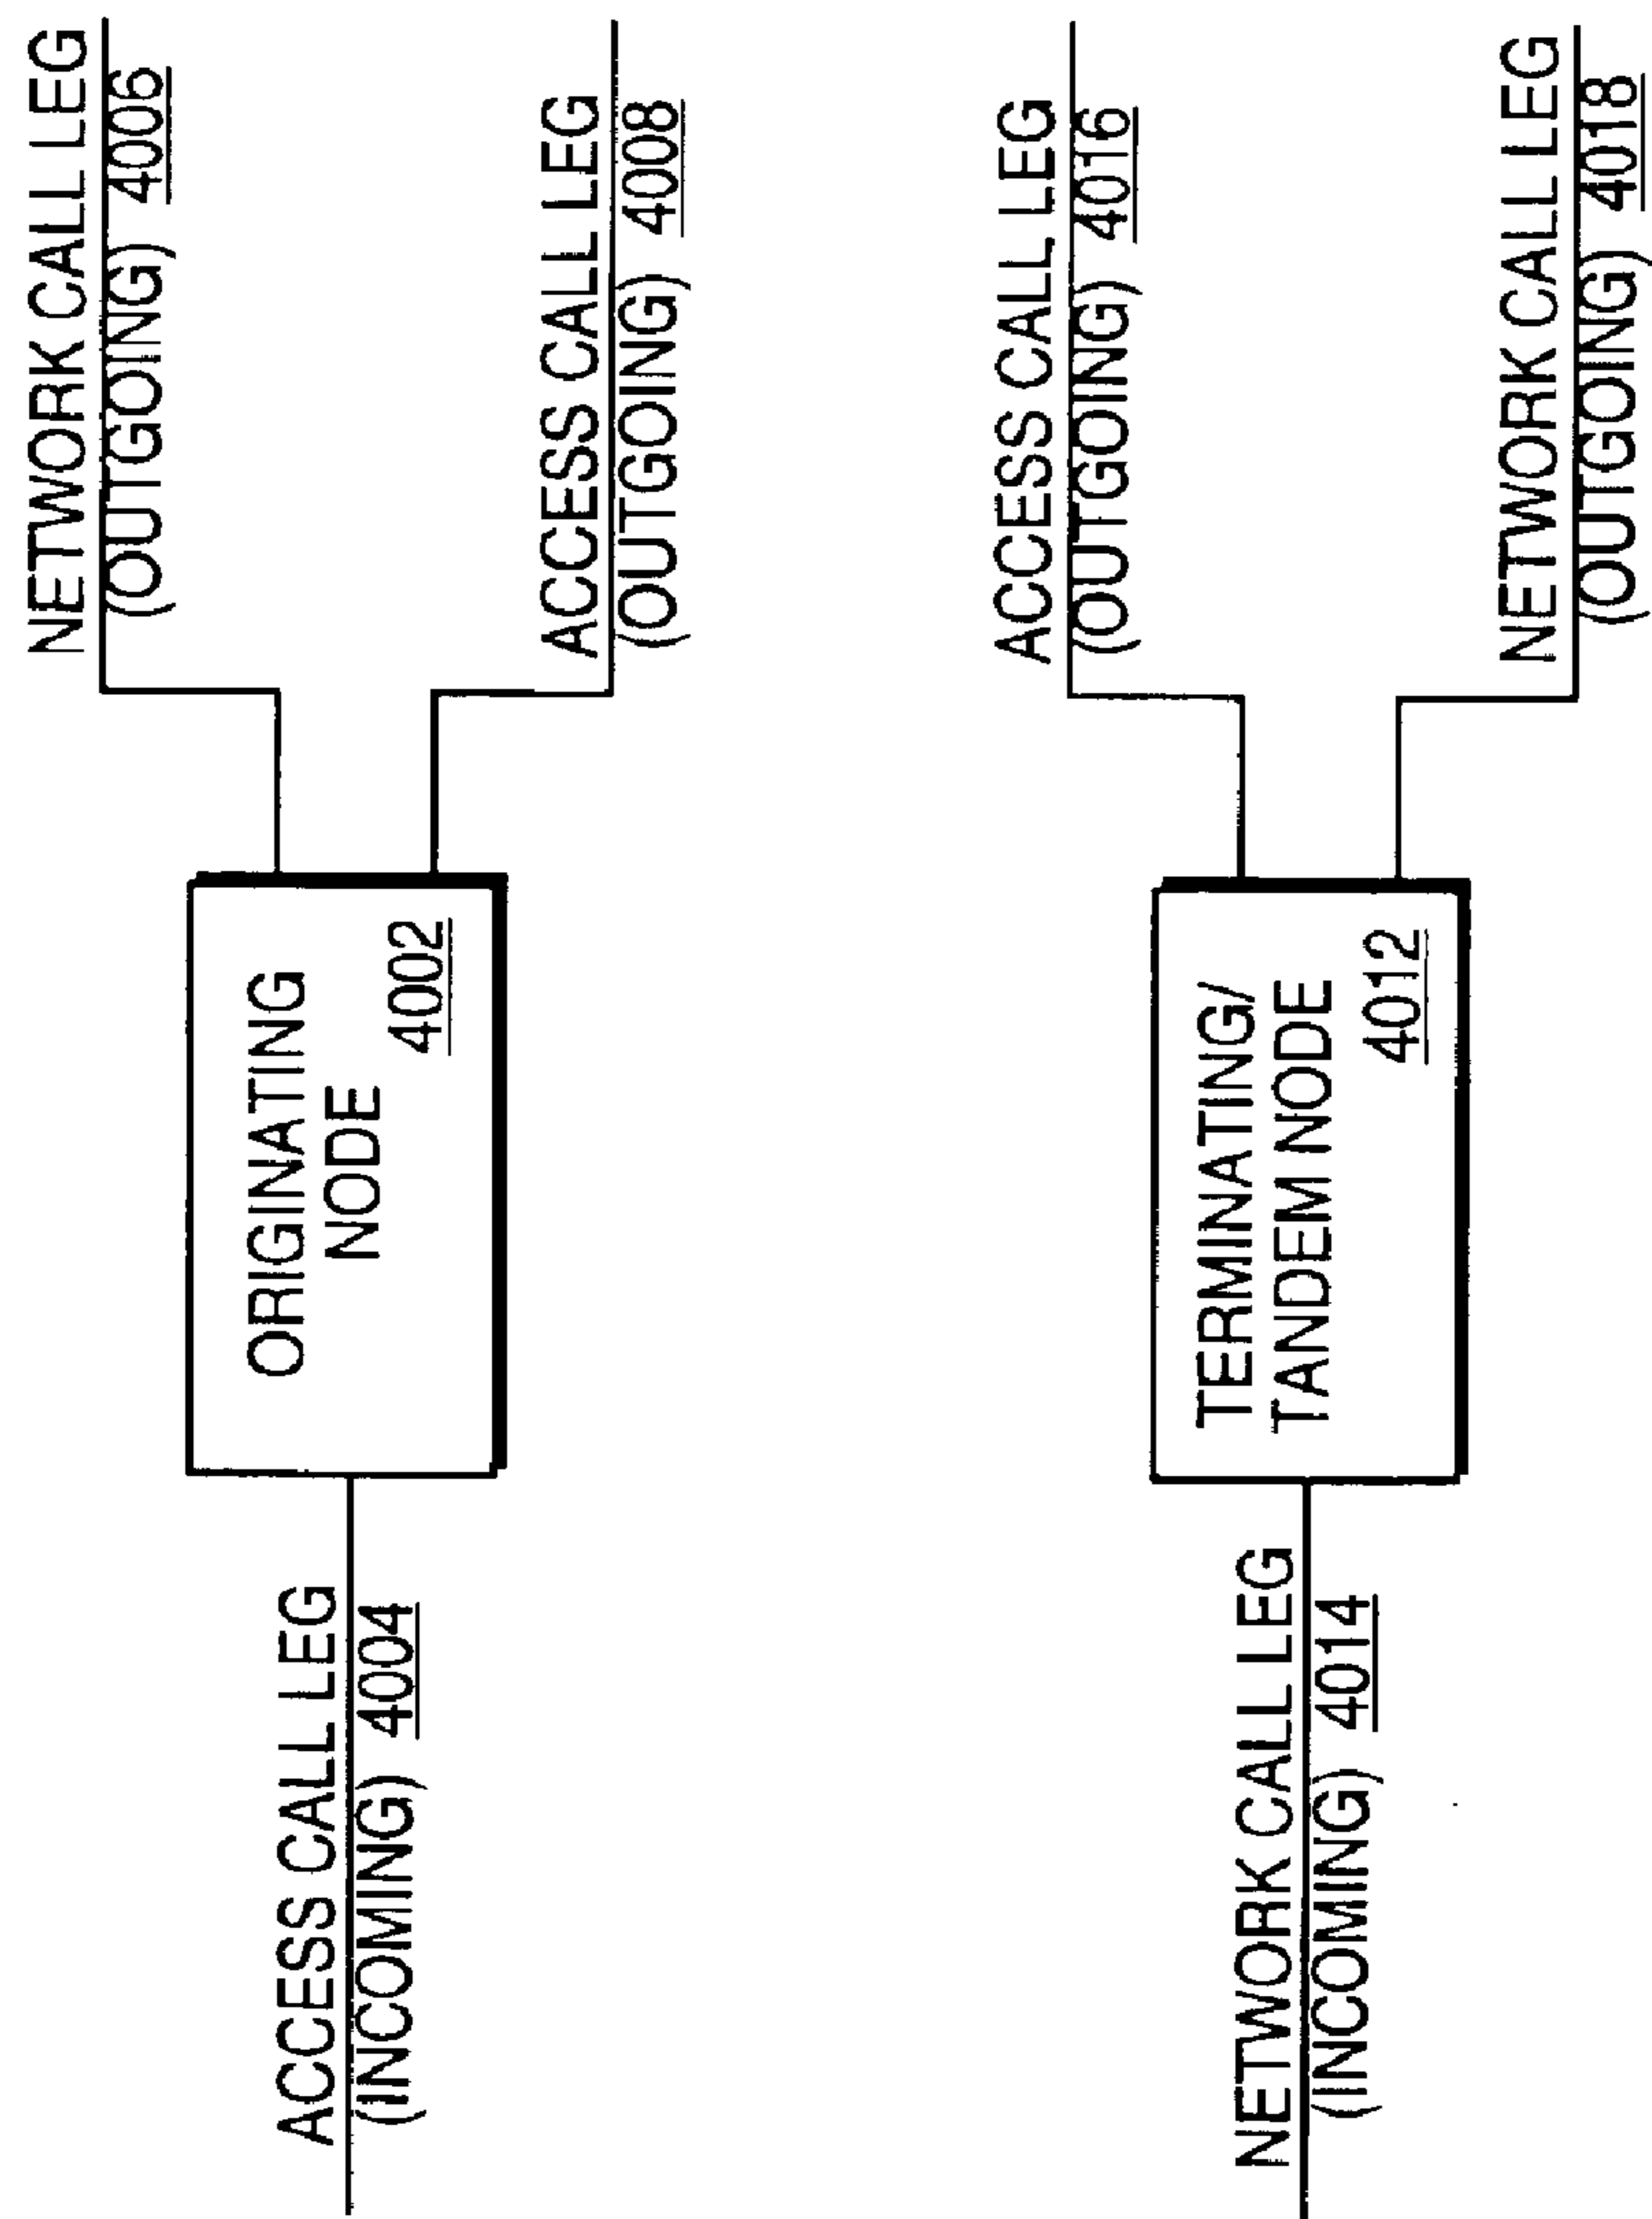 NETWORK CALL LEG
(OUTGOING) 4006
ACCESS CALL LEG
(INCOMING) 4004
ORIGINATING
NODE
4002
ACCESS CALL LEG
(OUTGOING) 4008
ACCESS CALL LEG
(OUTGOING) 4016
NETWORK CALL LEG
(INCOMING) 4014
TERMINATING/
TANDEM NODE
4012
NETWORK CALL LEG
(OUTGOING) 4018